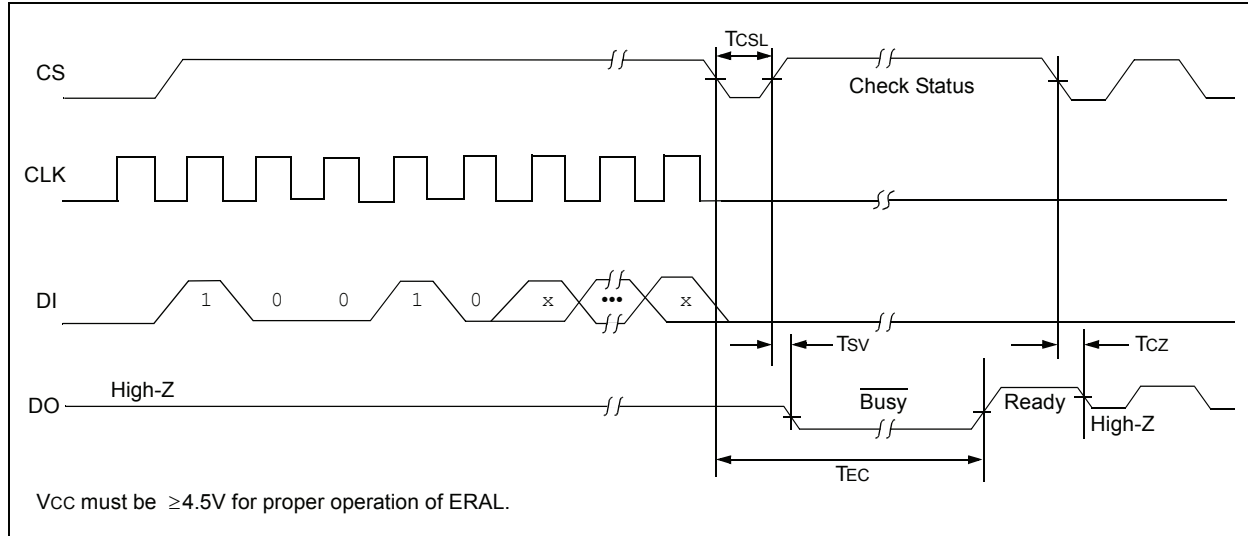 TCSL
CS
Check Status
CLK
DI 1 0 0 1 0 x ••• x
TSV
TCZ
High-Z
DO
Busy
Ready
High-Z
TEC
VCC must be ≥4.5V for proper operation of ERAL.